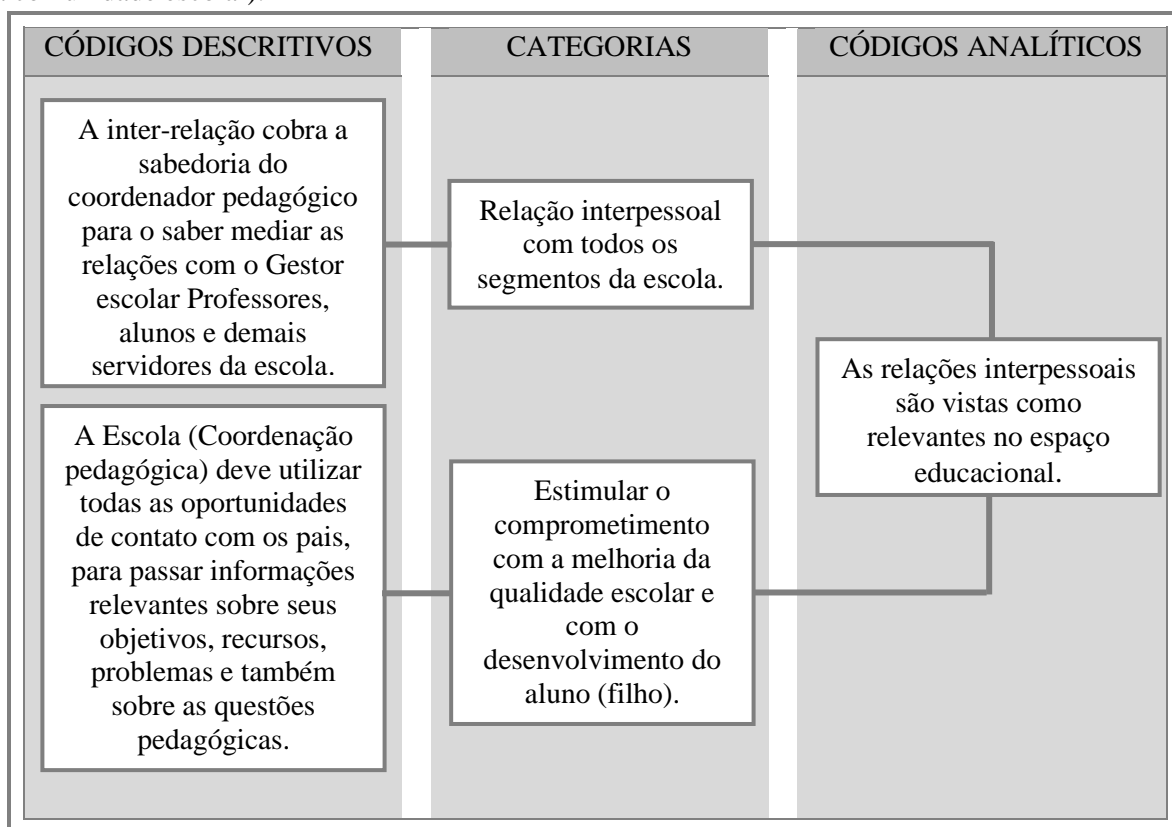 CÓDIGOS DESCRITIVOS
CATEGORIAS
CÓDIGOS ANALÍTICOS
A inter-relação cobra a
sabedoria do
coordenador pedagógico
para o saber mediar as
relações com o Gestor
escolar Professores,
alunos e demais
servidores da escola.
Relação interpessoal
com todos os
segmentos da escola.
As relações interpessoais
são vistas como
relevantes no espaço
educacional.
A Escola (Coordenação
pedagógica) deve utilizar
todas as oportunidades
de contato com os pais,
para passar informações
relevantes sobre seus
objetivos, recursos,
problemas e também
sobre as questões
pedagógicas.
Estimular o
comprometimento
com a melhoria da
qualidade escolar e
com o
desenvolvimento do
aluno (filho).